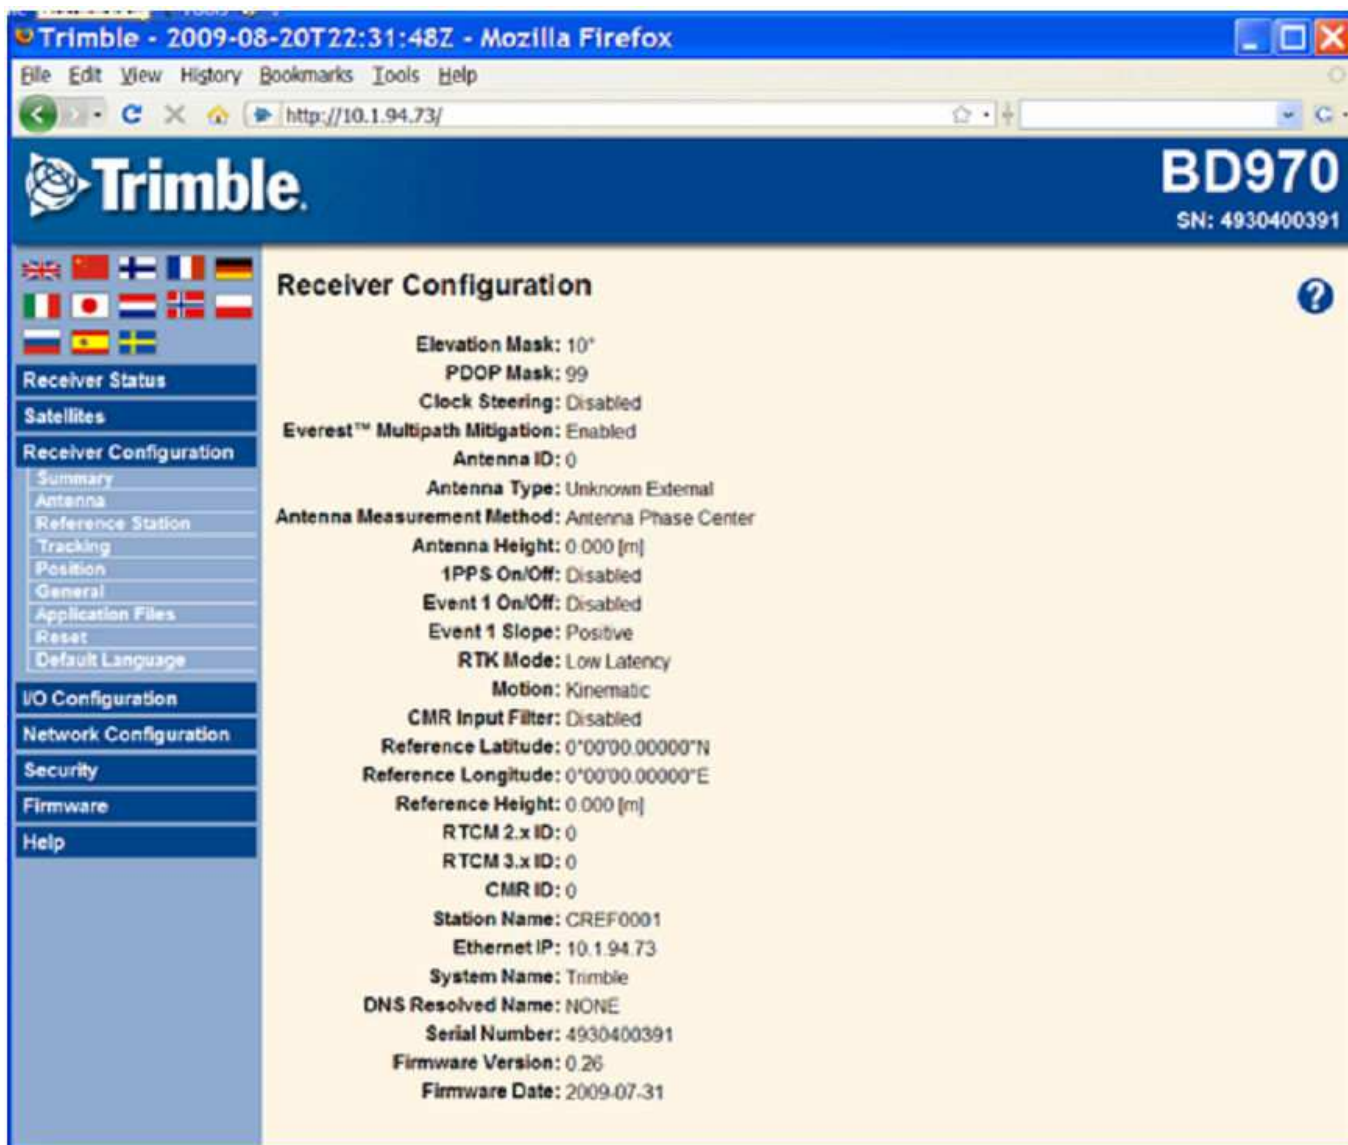 Trimble - 2009-08-20T22:31:48Z - Mozilla Firefox
File Edit View History Bookmarks Tools Help
http://10.1.94.73/
Trimble.
BD970
SN: 4930400391
Receiver Status
Satellites
Receiver Configuration
Summary
Antenna
Reference Station
Tracking
Position
General
Application Files
Reset
Default Language
I/O Configuration
Network Configuration
Security
Firmware
Help
Receiver Configuration
?
Elevation Mask: 10°
PDOP Mask: 99
Clock Steering: Disabled
Everest™ Multipath Mitigation: Enabled
Antenna ID: 0
Antenna Type: Unknown External
Antenna Measurement Method: Antenna Phase Center
Antenna Height: 0.000 [m]
1PPS On/Off: Disabled
Event 1 On/Off: Disabled
Event 1 Slope: Positive
RTK Mode: Low Latency
Motion: Kinematic
CMR Input Filter: Disabled
Reference Latitude: 0°00'00.00000"N
Reference Longitude: 0°00'00.00000"E
Reference Height: 0.000 [m]
RTCM 2.x ID: 0
RTCM 3.x ID: 0
CMR ID: 0
Station Name: CREF0001
Ethernet IP: 10.1.94.73
System Name: Trimble
DNS Resolved Name: NONE
Serial Number: 4930400391
Firmware Version: 0.26
Firmware Date: 2009-07-31